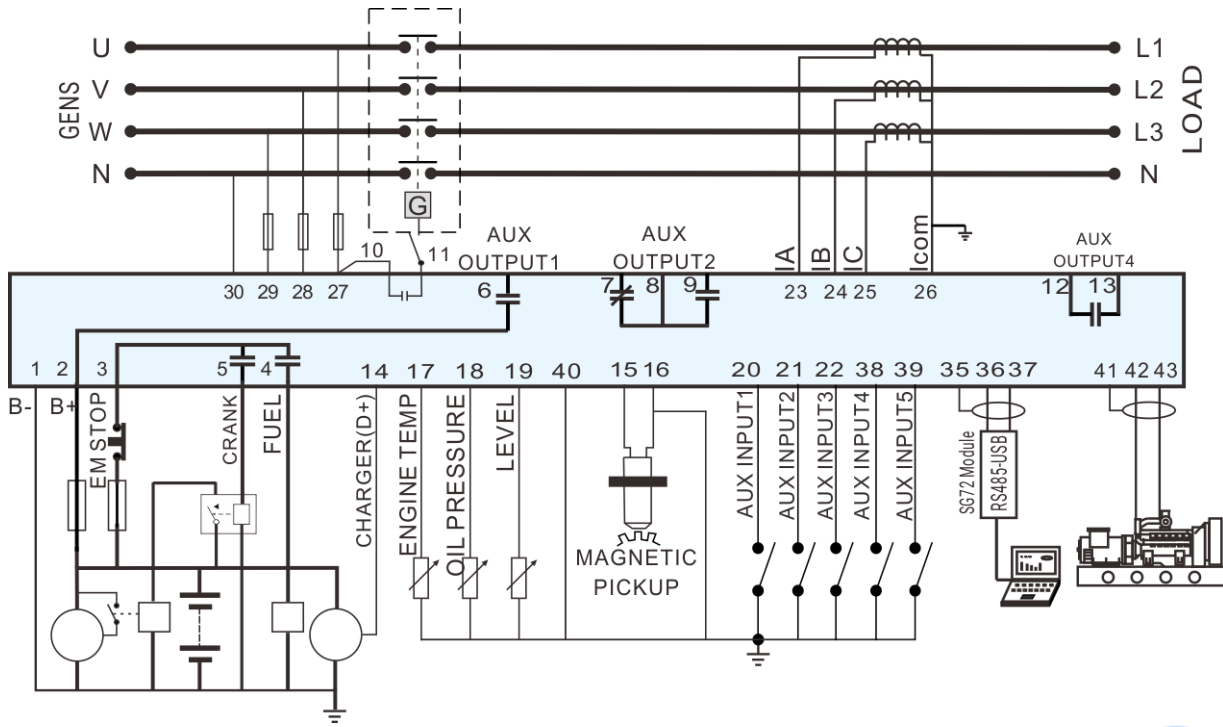 U
V
W
N
GENS
L1
L2
L3
N
LOAD
G
10
11
AUX
OUTPUT1
AUX
OUTPUT2
IA
IB
IC
Icom
AUX
OUTPUT4
30
29
28
27
6
7
8
9
23
24
25
26
12
13
1
2
3
5
4
14
17
18
19
40
15
16
20
21
22
38
39
35
36
37
41
42
43
B-
B+
EM STOP
CRANK
FUEL
CHARGER(D+)
ENGINE TEMP
OIL PRESSURE
LEVEL
MAGNETIC
PICKUP
AUX INPUT1
AUX INPUT2
AUX INPUT3
AUX INPUT4
AUX INPUT5
SG72 Module
RS485-USB